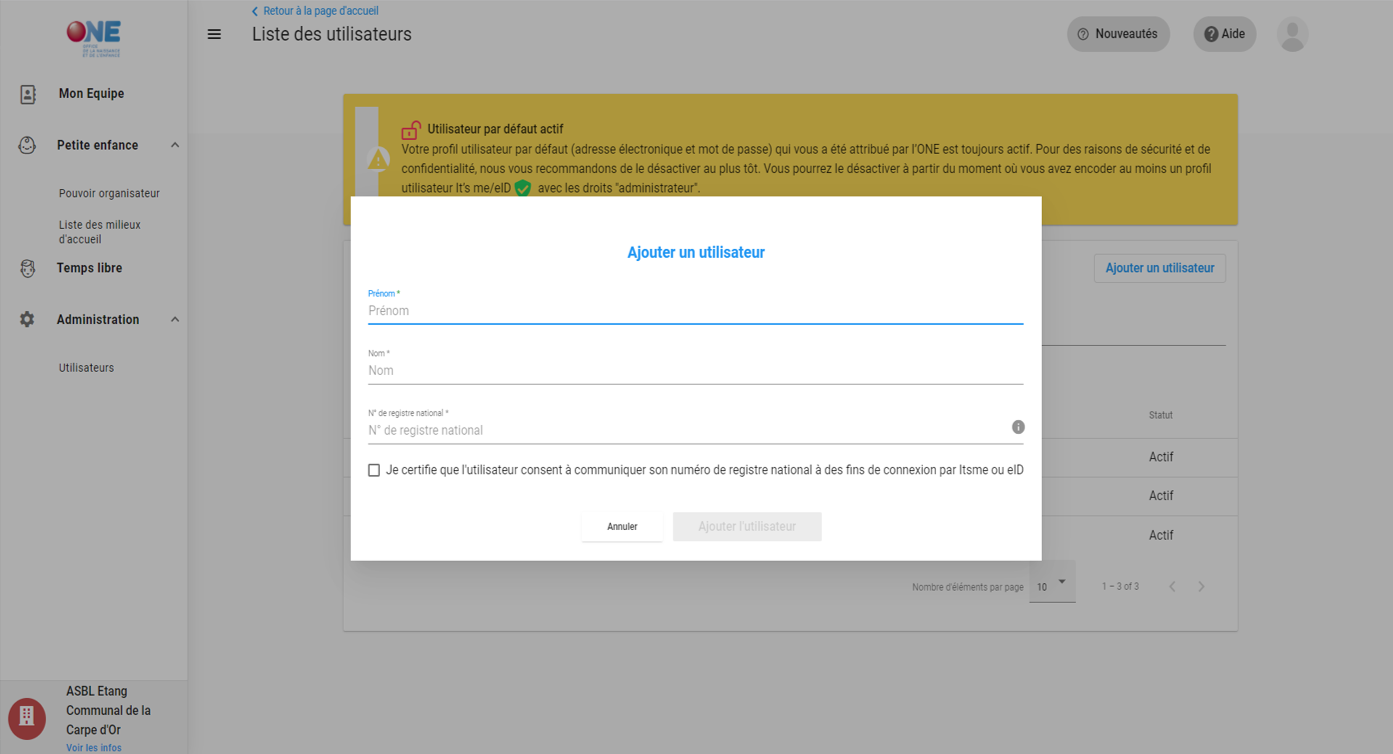 Retour à la page d'accueil
Liste des utilisateurs
Nouveautés
Aide
ONE
OFFICE
DE LA NAISSANCE
ET DE L'ENFANCE
Mon Equipe
Petite enfance
Pouvoir organisateur
Liste des milieux
d'accueil
Temps libre
Administration
Utilisateurs
ASBL Etang
Communal de la
Carpe d'Or
Voir les infos
Utilisateur par défaut actif
Votre profil utilisateur par défaut (adresse électronique et mot de passe) qui vous a été attribué par l'ONE est toujours actif. Pour des raisons de sécurité et de
confidentialité, nous vous recommandons de le désactiver au plus tôt. Vous pourrez le désactiver à partir du moment où vous avez encoder au moins un profil
utilisateur It's me/eID avec les droits "administrateur".
Ajouter un utilisateur
Ajouter un utilisateur
Prénom *
Prénom
Nom *
Nom
N° de registre national *
N° de registre national
Je certifie que l'utilisateur consent à communiquer son numéro de registre national à des fins de connexion par Itsme ou eID
Annuler
Ajouter l'utilisateur
Statut
Actif
Actif
Actif
Nombre d'éléments par page
10
1 – 3 of 3